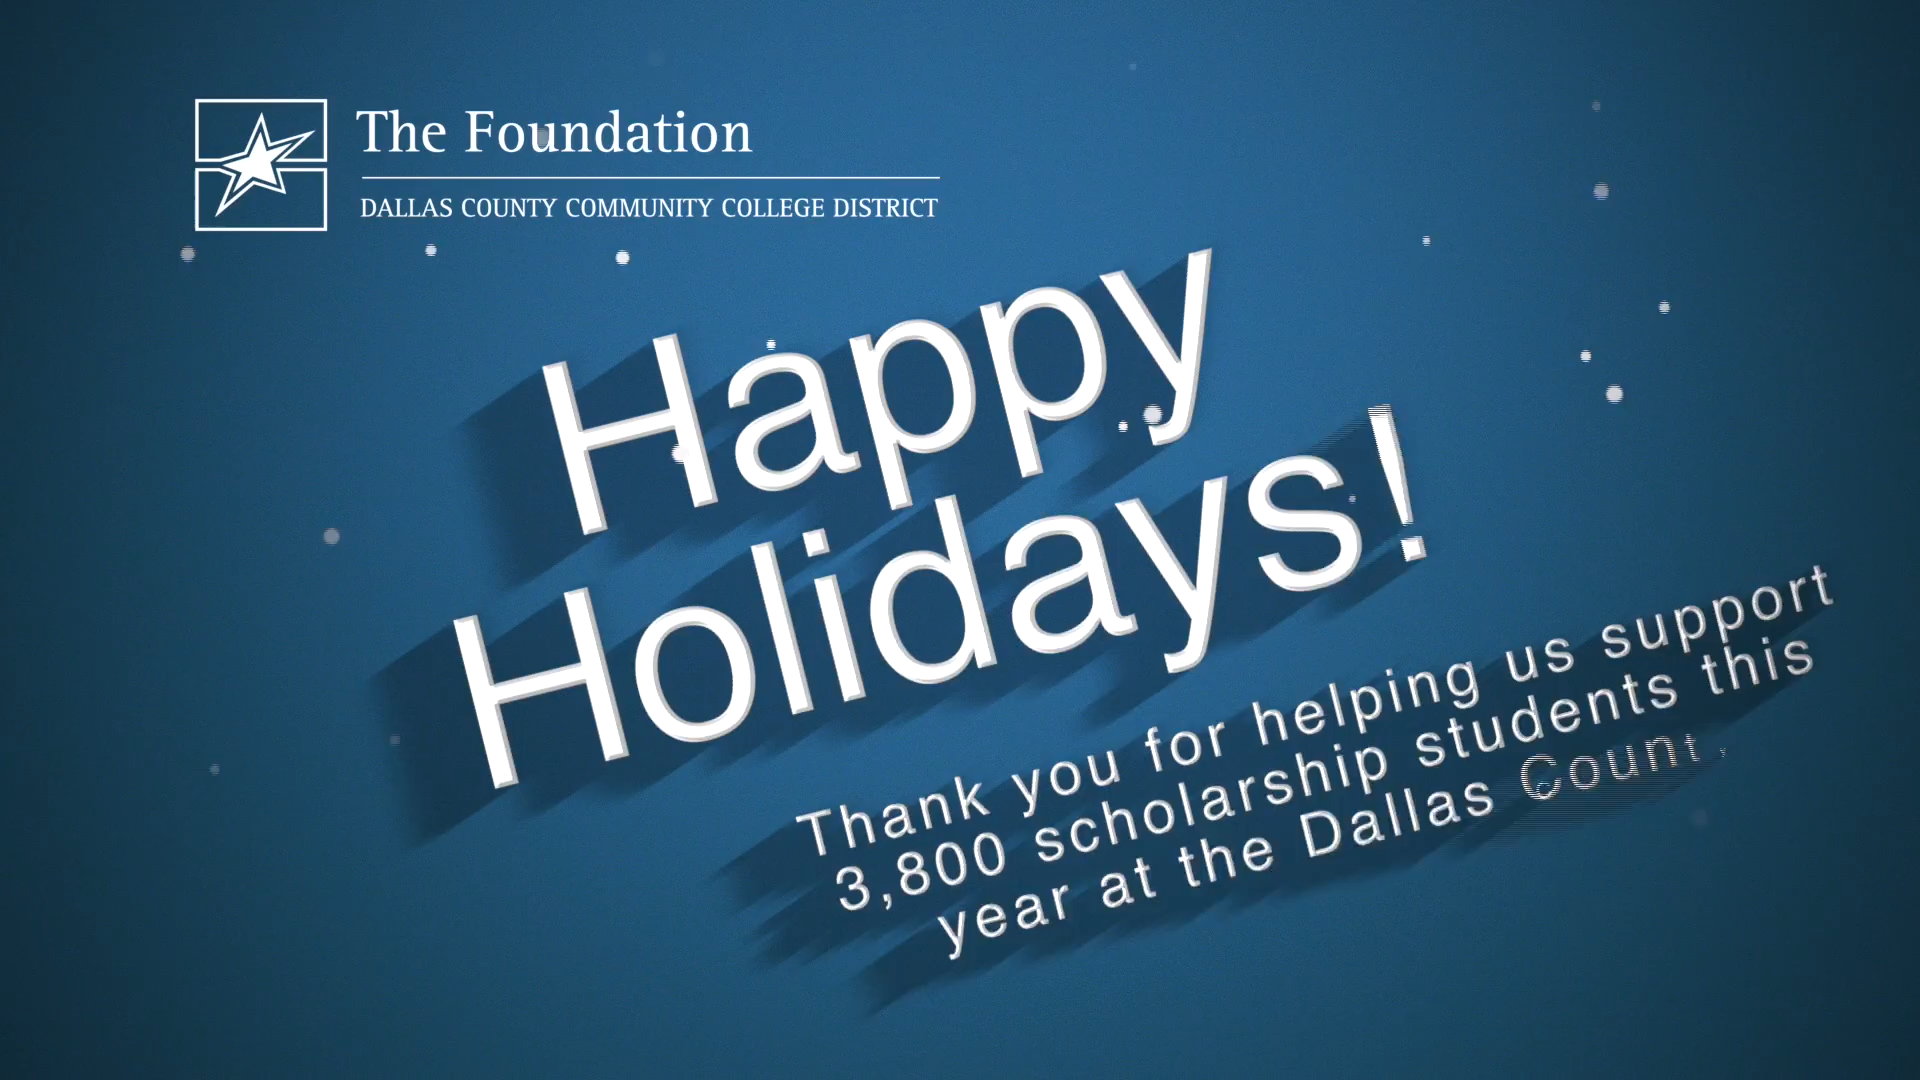 The Foundation
DALLAS COUNTY COMMUNITY COLLEGE DISTRICT
Happy
Holidays!
Thank you for helping us support
3,800 scholarship students this
year at the Dallas